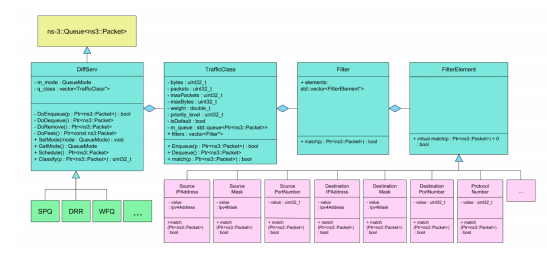 ns-3::Queue<ns3::Packet>
DiffServ
- m_mode : QueueMode
- q_class : vector<TrafficClass*>
- DoEnqueue(p : Ptr<ns3::Packet>) : bool
- DoDequeue() : Ptr<ns3::Packet>
- DoRemove() : Ptr<ns3::Packet>
- DoPeek() : Ptr<const ns3::Packet>
+ SetMode(mode : QueueMode) : void
+ GetMode() : QueueMode
+ Schedule() : Ptr<ns3::Packet>
+ Classify(p : Ptr<ns3::Packet>) : uint32_t
TrafficClass
- bytes : uint32_t
- packets : uint32_t
- maxPackets : uint32_t
- maxBytes : uint32_t
- weight : double_t
- priority_level : uint32_t
- isDefault : bool
- m_queue : std::queue<Ptr<ns3::Packet>>
+ filters : vector<Filter*>
+ Enqueue(p : Ptr<ns3::Packet>) : bool
+ Dequeue() : Ptr<ns3::Packet>
+ match(p : Ptr<ns3::Packet>) : bool
Filter
+ elements:
std::vector<FilterElement*>
+ match(p : Ptr<ns3::Packet>) : bool
FilterElement
+ virtual match(p : Ptr<ns3::Packet>) = 0
: bool
SPQ
DRR
WFQ
...
Source
IPAddress
- value
: Ipv4Address
+ match
(Ptr<ns3::Packet>)
: bool
Source
Mask
- value
: Ipv4Mask
+ match
(Ptr<ns3::Packet>)
: bool
Source
PortNumber
- value : uint32_t
+ match
(Ptr<ns3::Packet>)
: bool
Destination
IPAddress
- value
: Ipv4Address
+ match
(Ptr<ns3::Packet>)
: bool
Destination
Mask
- value
: Ipv4Mask
+ match
(Ptr<ns3::Packet>)
: bool
Destination
PortNumber
- value : uint32_t
+ match
(Ptr<ns3::Packet>)
: bool
Protocol
Number
- value : uint32_t
+ match
(Ptr<ns3::Packet>)
: bool
...